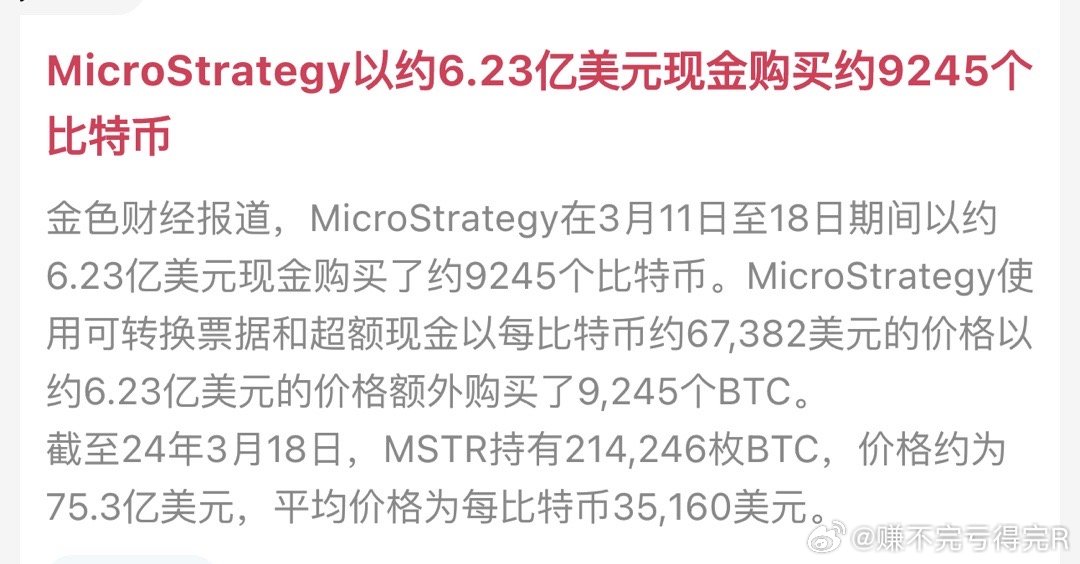 MicroStrategy以约6.23亿美元现金购买约9245个
比特币
金色财经报道，MicroStrategy在3月11日至18日期间以约
6.23亿美元现金购买了约9245个比特币。MicroStrategy使
用可转换票据和超额现金以每比特币约67,382美元的价格以
约6.23亿美元的价格额外购买了9,245个BTC。
截至24年3月18日，MSTR持有214,246枚BTC，价格约为
75.3亿美元，平均价格为每比特币35,160美元。
@赚不完亏得完R